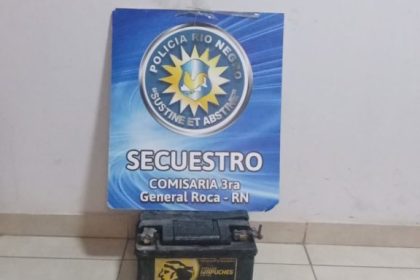 POLICIA RIO NEGRO
"SUSTINE ET ABSTINE"
SECUESTRO
COMISARIA 3ra
General Roca - RN